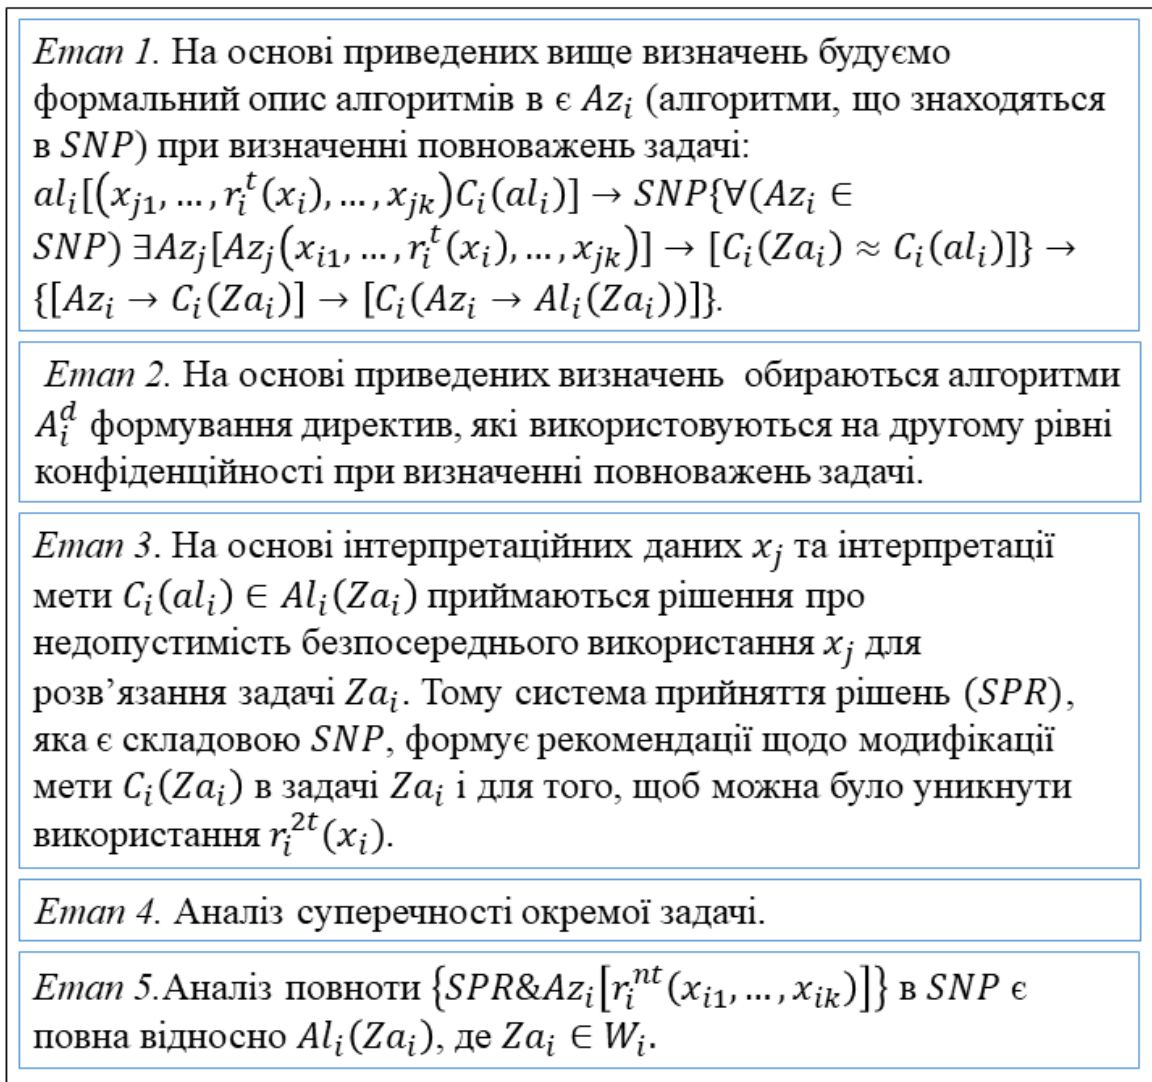 Етап 1. На основі приведених вище визначень будуємо
формальний опис алгоритмів в є Az_i (алгоритми, що знаходяться
в SNP) при визначенні повноважень задачі:
al_i[(x_{j1}, …, r_i^t(x_i), …, x_{jk})C_i(al_i)] → SNP{∀(Az_i ∈
SNP) ∃Az_j[Az_j(x_{i1}, …, r_i^t(x_i), …, x_{jk})] → [C_i(Za_i) ≈ C_i(al_i)]} →
{[Az_i → C_i(Za_i)] → [C_i(Az_i → Al_i(Za_i))]}.
Етап 2. На основі приведених визначень обираються алгоритми
A_i^d формування директив, які використовуються на другому рівні
конфіденційності при визначенні повноважень задачі.
Етап 3. На основі інтерпретаційних даних x_j та інтерпретації
мети C_i(al_i) ∈ Al_i(Za_i) приймаються рішення про
недопустимість безпосереднього використання x_j для
розв’язання задачі Za_i. Тому система прийняття рішень (SPR),
яка є складовою SNP, формує рекомендації щодо модифікації
мети C_i(Za_i) в задачі Za_i і для того, щоб можна було уникнути
використання r_i^{2t}(x_i).
Етап 4. Аналіз суперечності окремої задачі.
Етап 5.Аналіз повноти {SPR&Az_i[r_i^{nt}(x_{i1}, …, x_{ik})]} в SNP є
повна відносно Al_i(Za_i), де Za_i ∈ W_i.